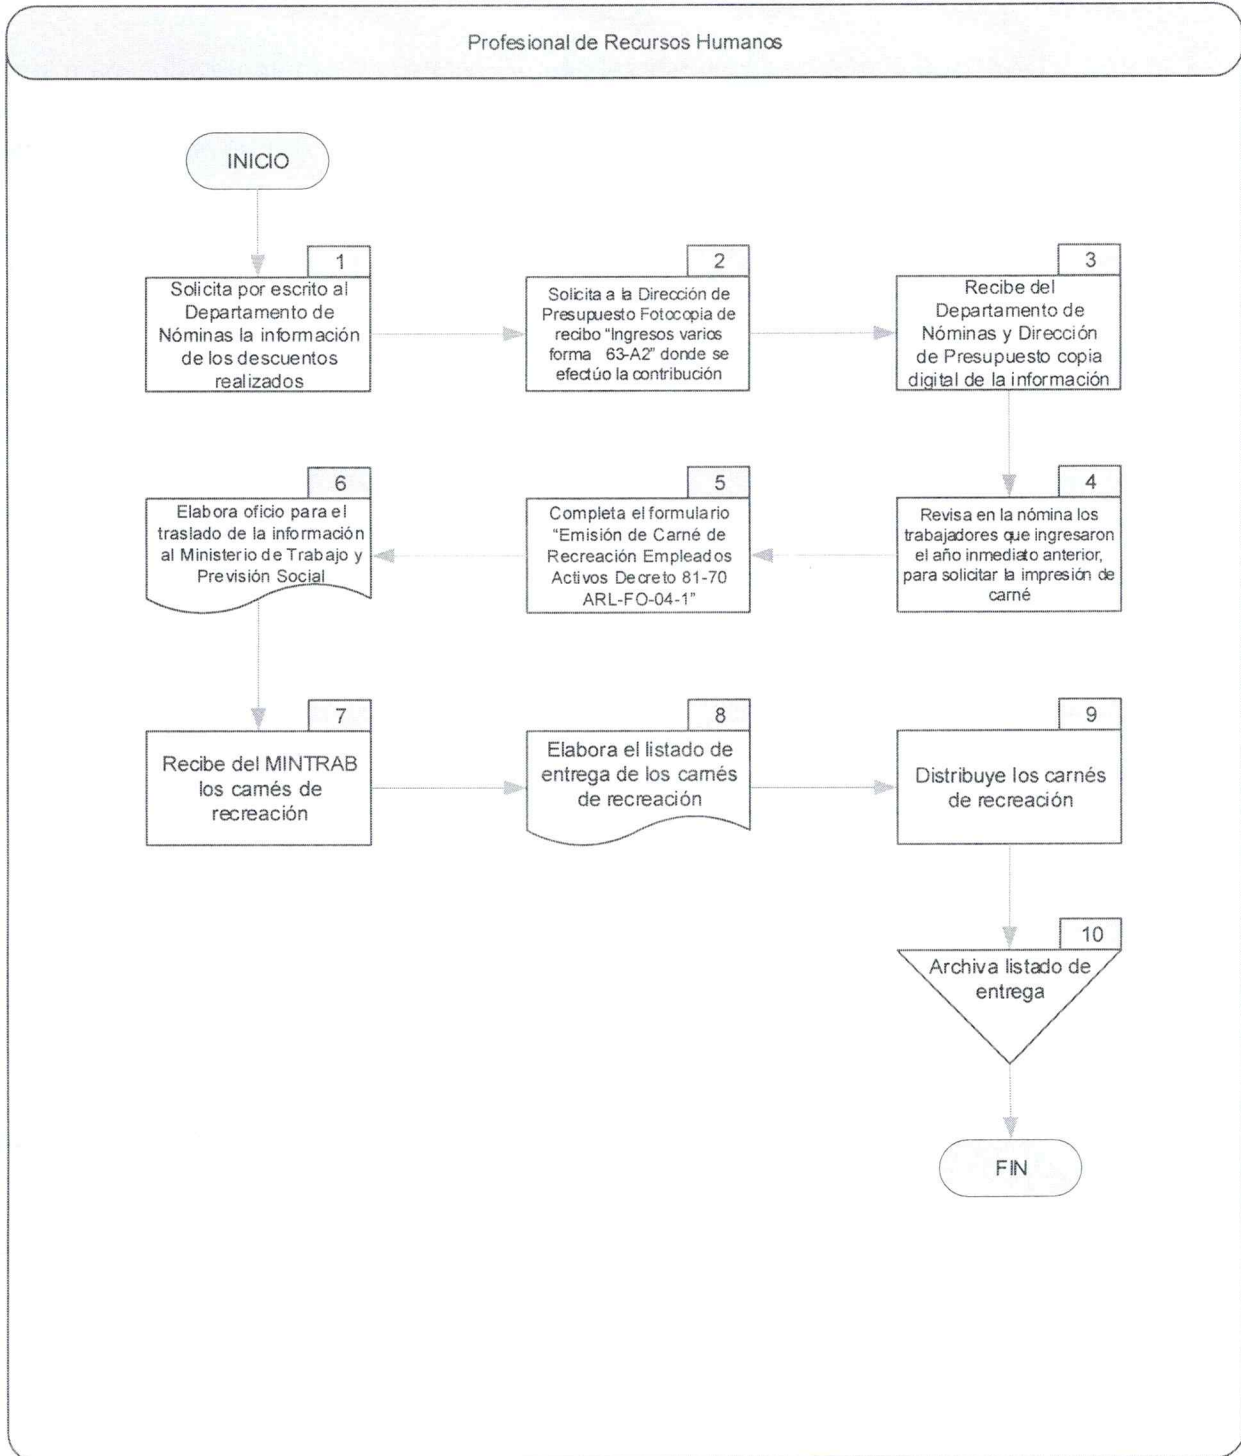 Profesional de Recursos Humanos
INICIO
1
Solicita por escrito al
Departamento de
Nóminas la información
de los descuentos
realizados
2
Solicita a la Dirección de
Presupuesto Fotocopia de
recibo "Ingresos varios
forma 63-A2" donde se
efectúo la contribución
3
Recibe del
Departamento de
Nóminas y Dirección
de Presupuesto copia
digital de la información
4
Revisa en la nómina los
trabajadores que ingresaron
el año inmediato anterior,
para solicitar la impresión de
carné
5
Completa el formulario
"Emisión de Carné de
Recreación Empleados
Activos Decreto 81-70
ARL-FO-04-1"
6
Elabora oficio para el
traslado de la información
al Ministerio de Trabajo y
Previsión Social
7
Recibe del MINTRAB
los carnés de
recreación
8
Elabora el listado de
entrega de los carnés
de recreación
9
Distribuye los carnés
de recreación
10
Archiva listado de
entrega
FIN